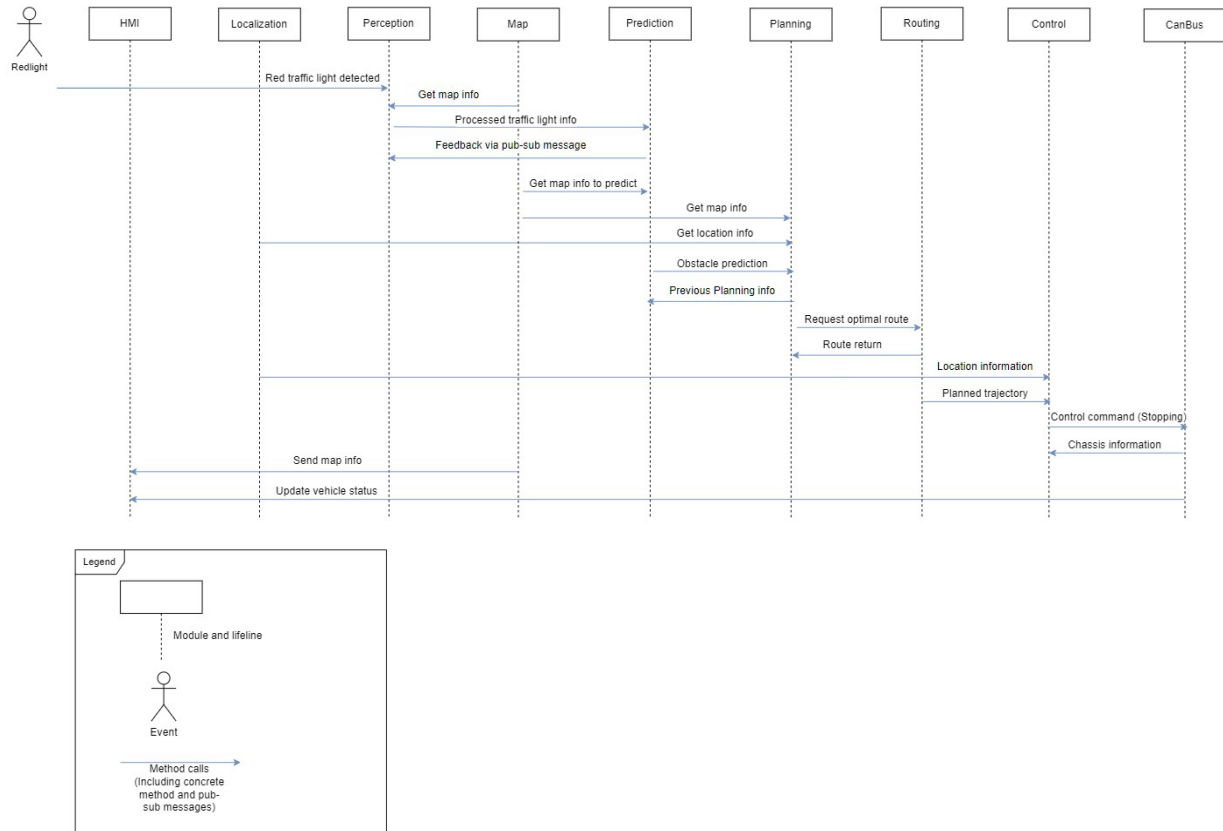 HMI
Localization
Perception
Map
Prediction
Planning
Routing
Control
CanBus
Redlight
Red traffic light detected
Get map info
Processed traffic light info
Feedback via pub-sub message
Get map info to predict
Get map info
Get location info
Obstacle prediction
Previous Planning info
Request optimal route
Route return
Location information
Planned trajectory
Control command (Stopping)
Chassis information
Send map info
Update vehicle status
Legend
Module and lifeline
Event
Method calls
(Including concrete
method and pub-
sub messages)